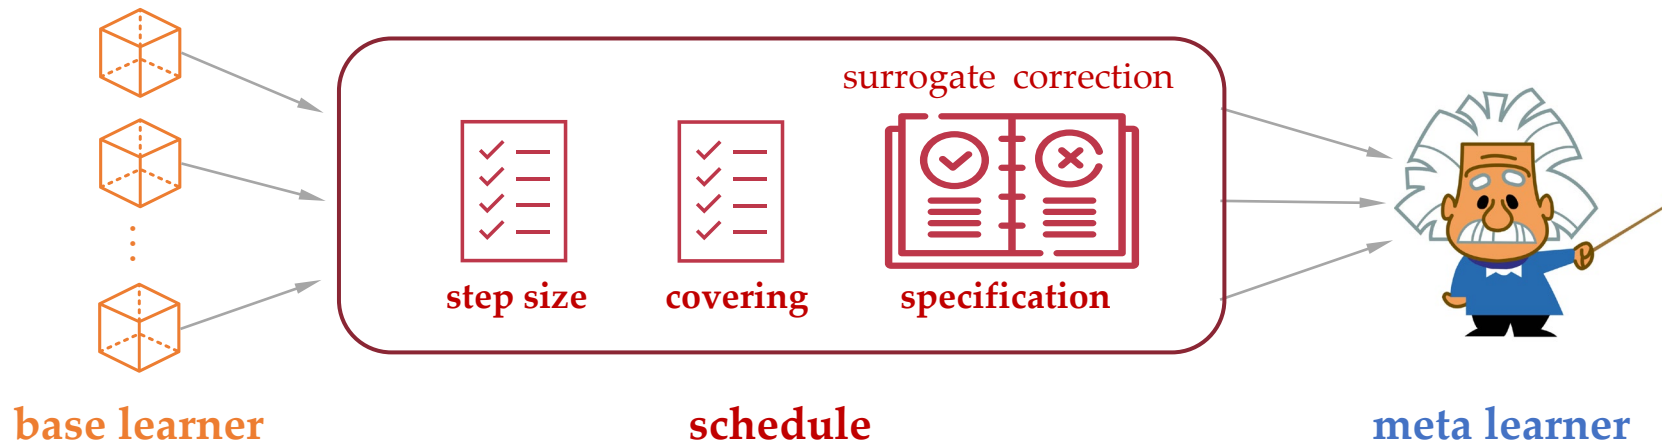 surrogate correction
step size
covering
specification
base learner
schedule
meta learner